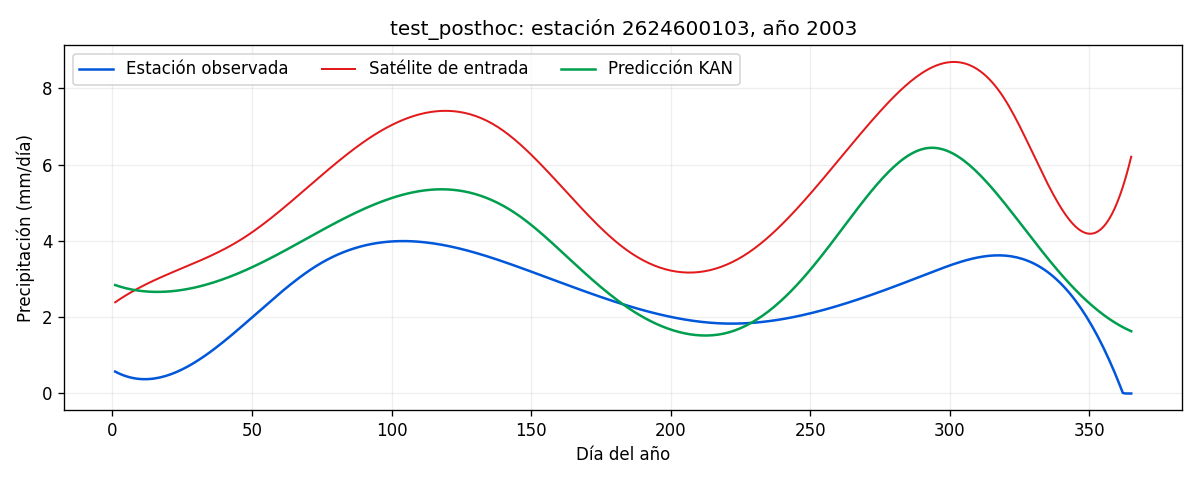 test_posthoc: estación 2624600103, año 2003
Estación observada
Satélite de entrada
Predicción KAN
Precipitación (mm/día)
8
6
4
2
0
0 50 100 150 200 250 300 350
Día del año